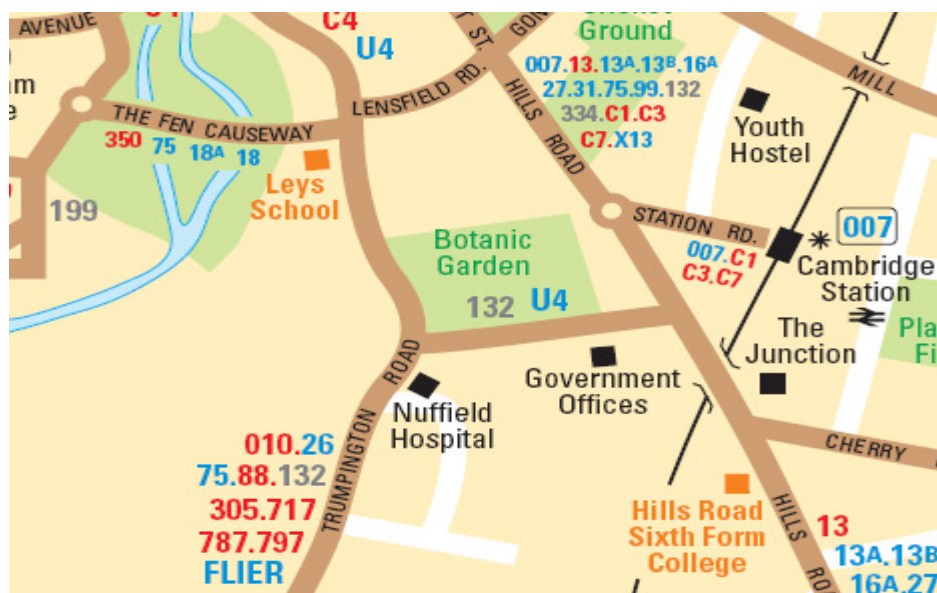 AVENUE
C4
U4
ST.
Ground
007.13.13A.13B.16A
27.31.75.99.132
334.C1.C3
C7.X13
MILL
LENSFIELD RD.
HILLS ROAD
THE FEN CAUSEWAY
350 75 18A 18
Youth
Hostel
Leys
School
199
STATION RD.
007
007.C1
C3.C7
Cambridge
Station
Botanic
Garden
132 U4
The
Junction
Government
Offices
Nuffield
Hospital
TRUMPINGTON ROAD
010.26
75.88.132
305.717
787.797
FLIER
CHERRY
Hills Road
Sixth Form
College
HILLS
13
13A.13B
16A.27